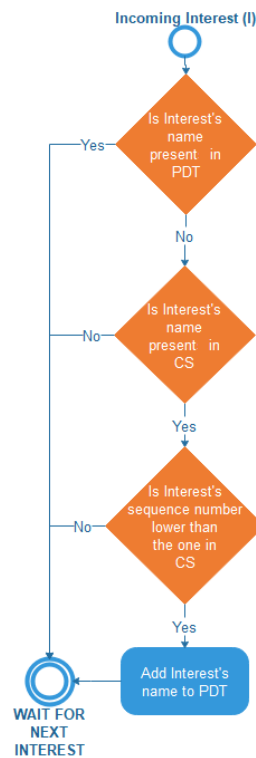 Incoming Interest (I)
Is Interest's
name
present in
PDT
Yes
No
Is Interest's
name
present in
CS
No
Yes
Is Interest's
sequence number
lower than
the one in
CS
No
Yes
Add Interest's
name to PDT
WAIT FOR
NEXT
INTEREST